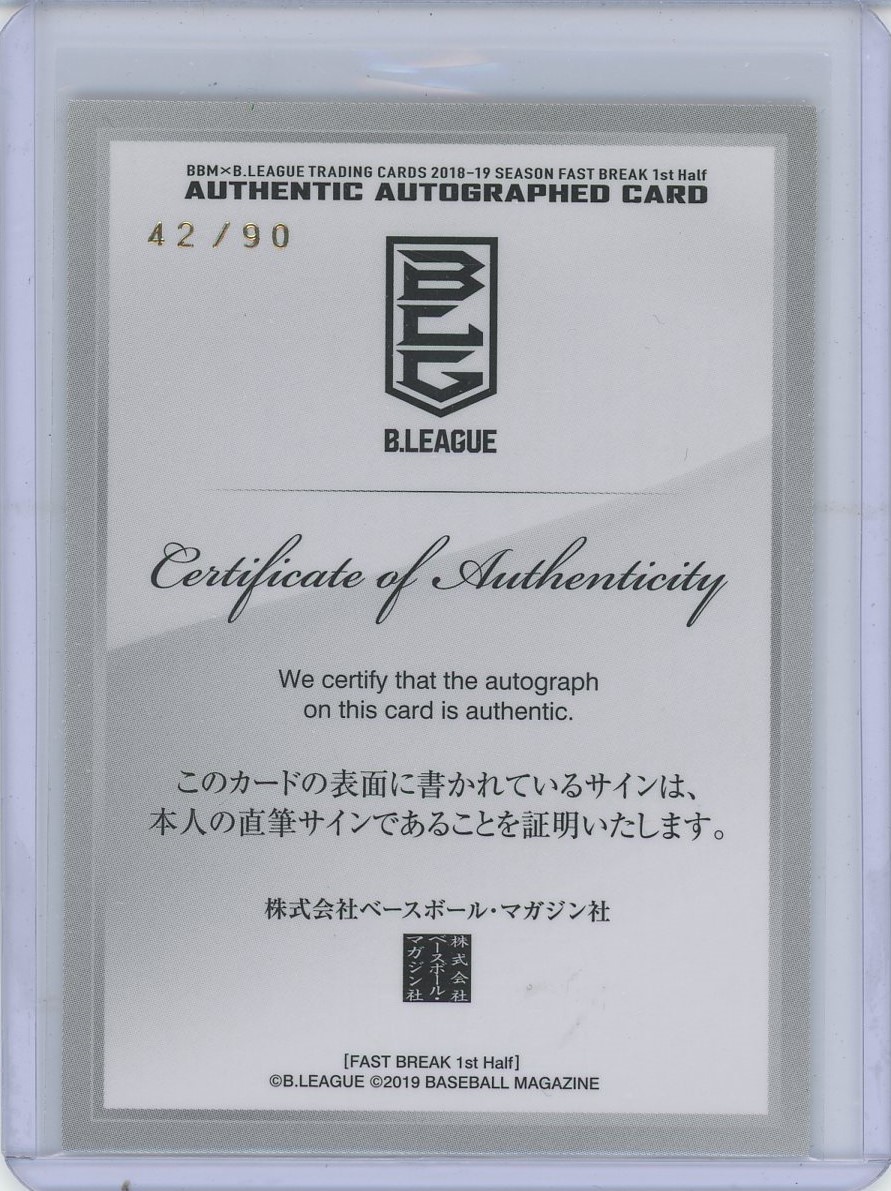 BBM×B.LEAGUE TRADING CARDS 2018-19 SEASON FAST BREAK 1st Half
AUTHENTIC AUTOGRAPHED CARD
42/90
BLG
B.LEAGUE
Certificate of Authenticity
We certify that the autograph
on this card is authentic.
このカードの表面に書かれているサインは、
本人の直筆サインであることを証明いたします。
株式会社ベースボール・マガジン社
株式会社
ベースボール・
マガジン社
[FAST BREAK 1st Half]
©B.LEAGUE ©2019 BASEBALL MAGAZINE